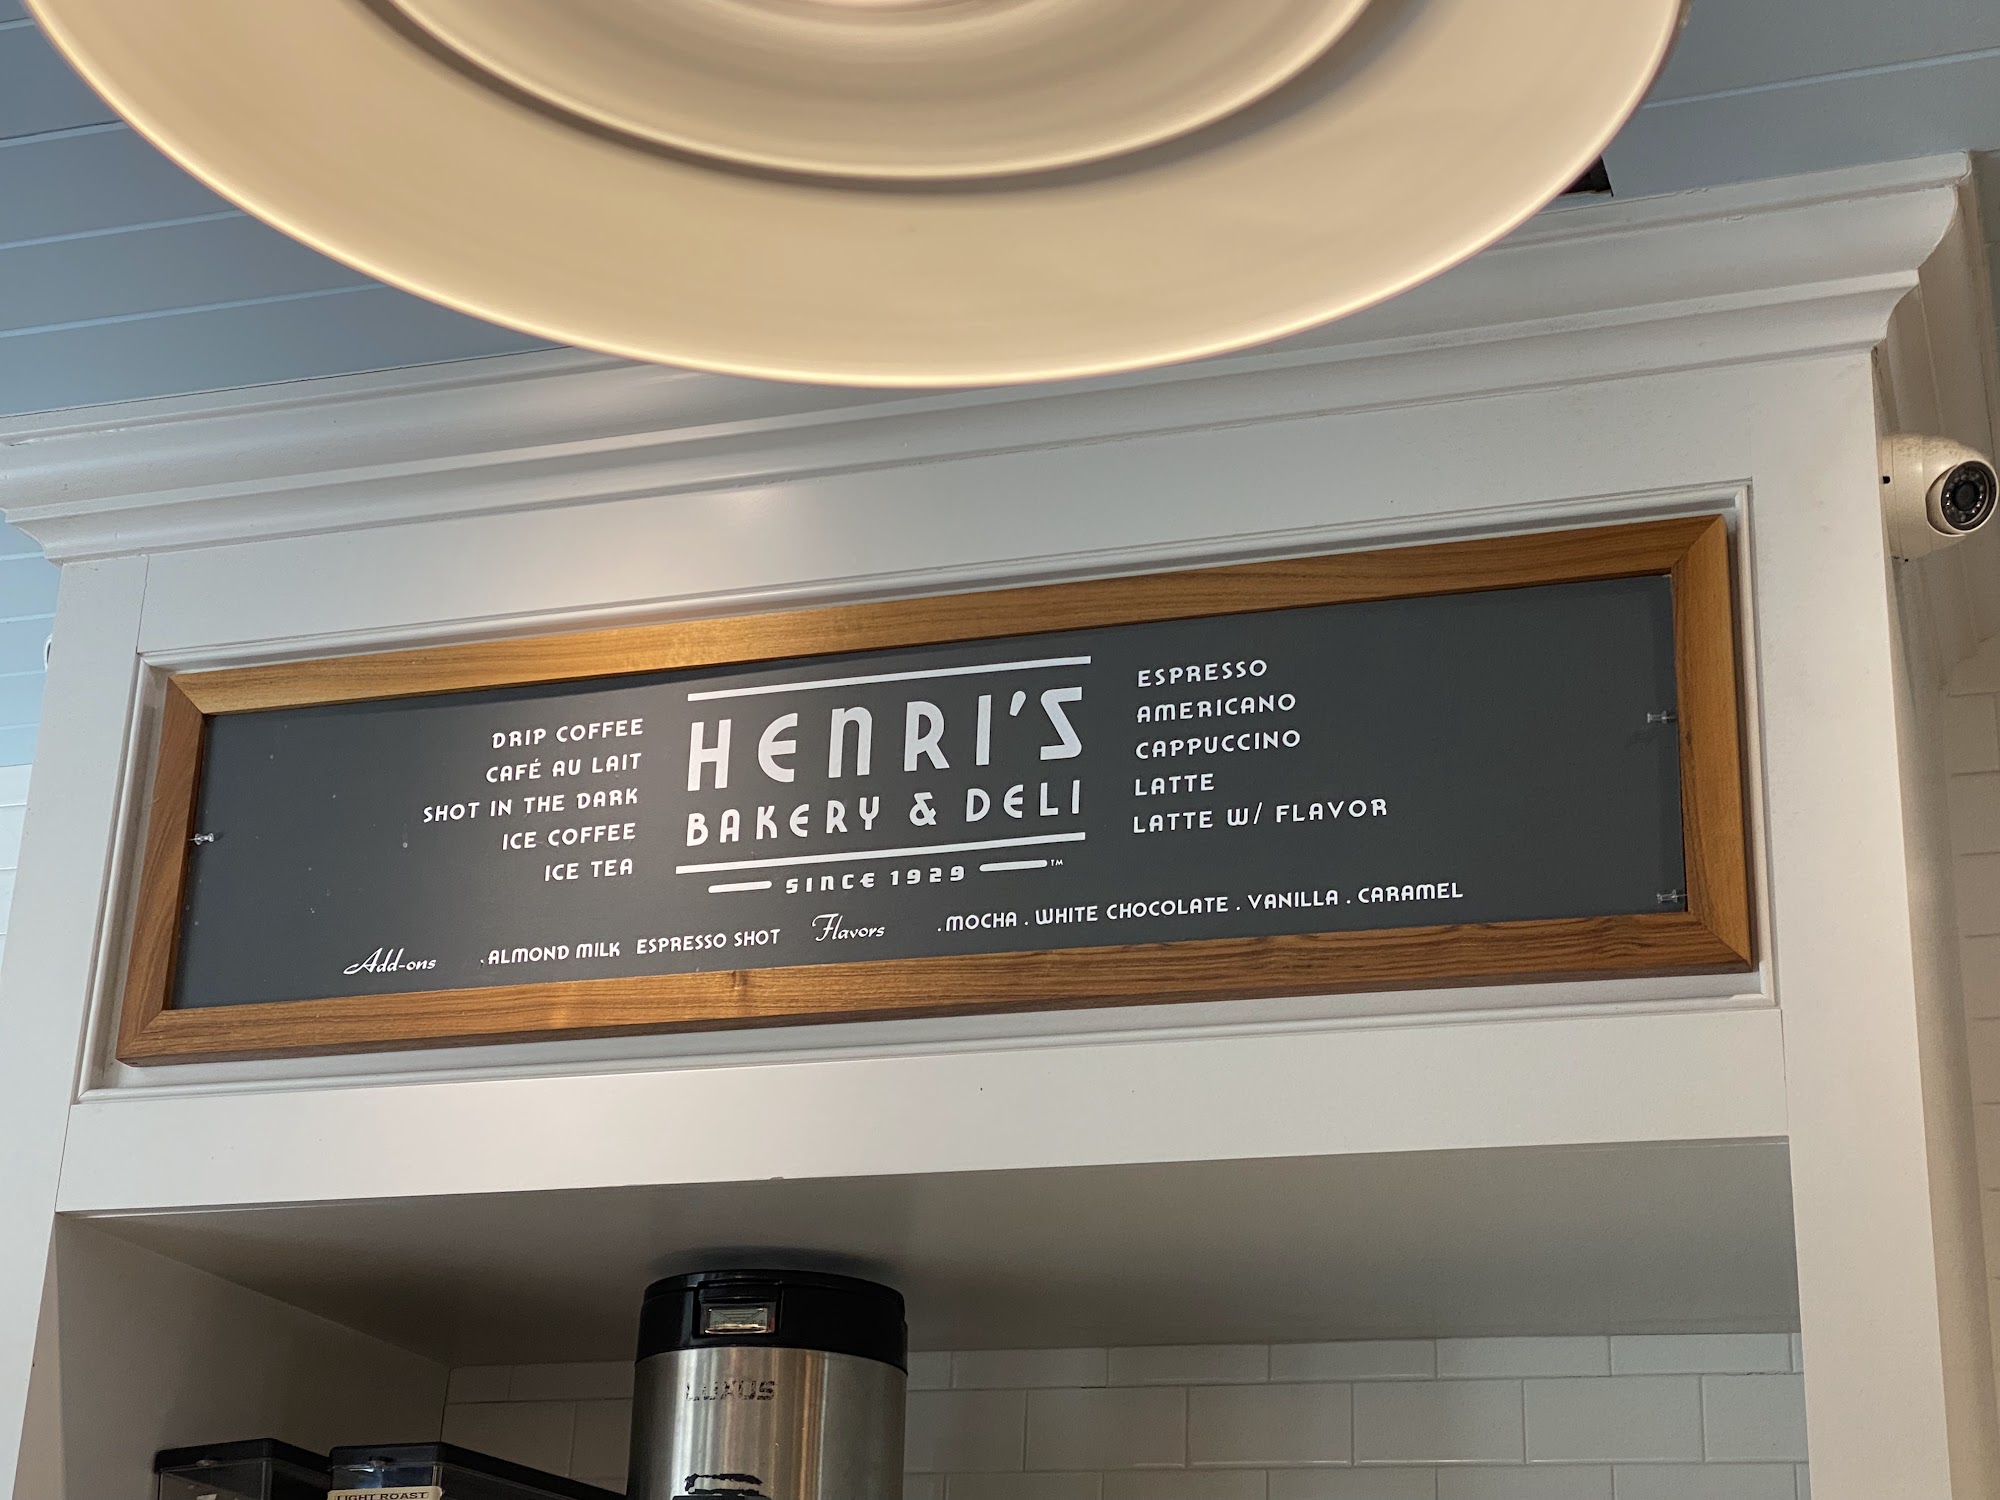 DRIP COFFEE
CAFÉ AU LAIT
SHOT IN THE DARK
ICE COFFEE
ICE TEA
HENRI'S
BAKERY & DELI
SINCE 1929 ™
ESPRESSO
AMERICANO
CAPPUCCINO
LATTE
LATTE W/ FLAVOR
Add-ons .ALMOND MILK ESPRESSO SHOT Flavors .MOCHA . WHITE CHOCOLATE . VANILLA . CARAMEL
LUXUS
LIGHT ROAST